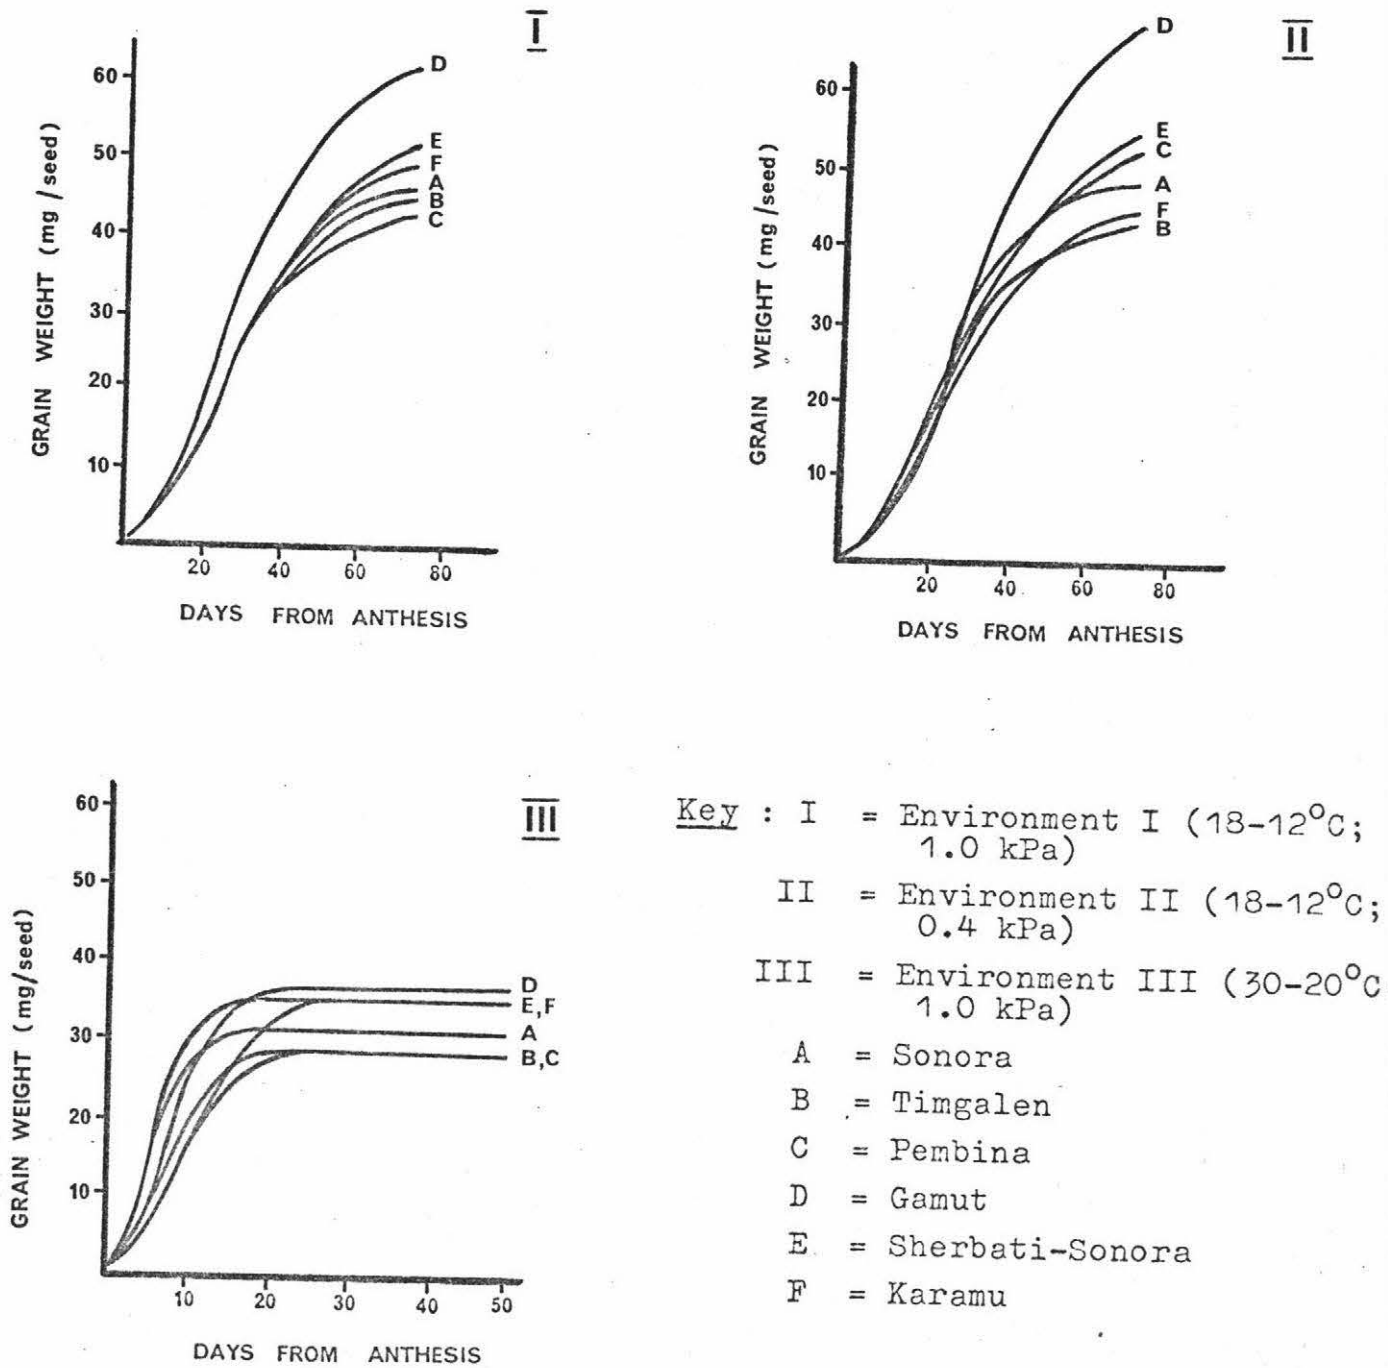 I
60
50
40
30
20
10
GRAIN WEIGHT (mg/seed)
D
E
F
A
B
C
20 40 60 80
DAYS FROM ANTHESIS
II
60
50
40
30
20
10
GRAIN WEIGHT (mg/seed)
D
E
C
A
F
B
20 40 60 80
DAYS FROM ANTHESIS
III
60
50
40
30
20
10
GRAIN WEIGHT (mg/seed)
D
E,F
A
B,C
10 20 30 40 50
DAYS FROM ANTHESIS
Key : I = Environment I (18-12°C;
1.0 kPa)
II = Environment II (18-12°C;
0.4 kPa)
III = Environment III (30-20°C
1.0 kPa)
A = Sonora
B = Timgalen
C = Pembina
D = Gamut
E = Sherbati-Sonora
F = Karamu